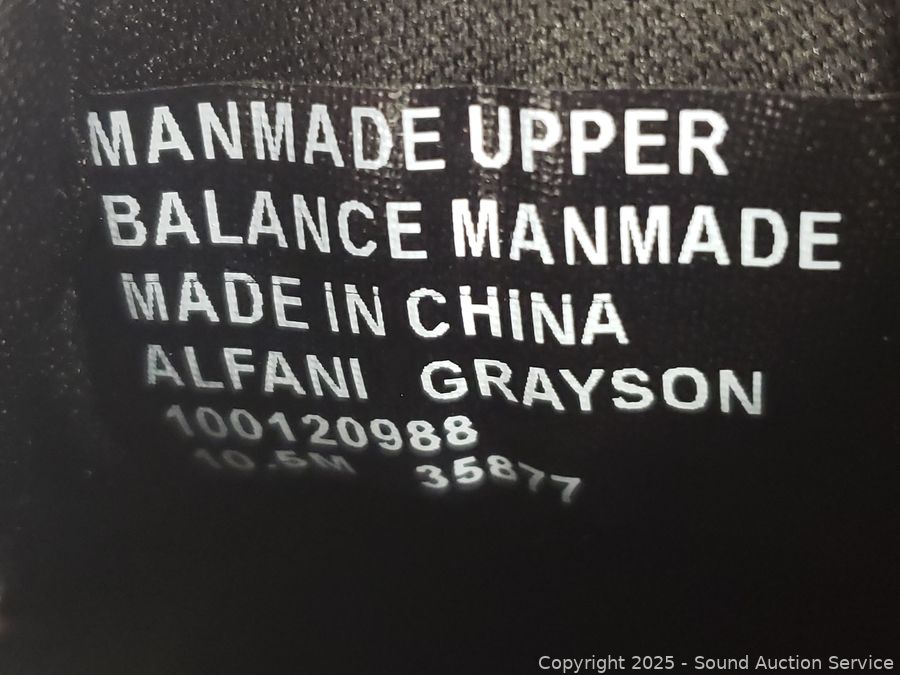 MANMADE UPPER
BALANCE MANMADE
MADE IN CHINA
ALFANI GRAYSON
100120988
10.5M 35877
Copyright 2025 - Sound Auction Service